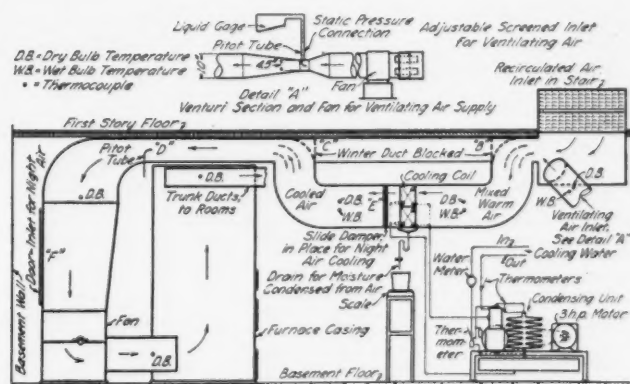 Liquid Gage
Static Pressure
Connection
Pitot Tube
Adjustable Screened Inlet
for Ventilating Air
D.B.=Dry Bulb Temperature
W.B.=Wet Bulb Temperature
• = Thermocouple
10"
4.5"
Fan
Recirculated Air
Inlet in Stair
Detail "A"
Venturi Section and Fan for Ventilating Air Supply
First Story Floor
Pitot
Tube
"D"
"C"
Winter Duct Blocked
"B"
D.B.
D.B.
Trunk Ducts
to Rooms
Cooled
Air
Cooling Coil
D.B.
W.B.
"E"
D.B.
W.B.
Mixed
Warm
Air
D.B.
W.B.
Ventilating
Air Inlet,
See Detail "A"
Door-Inlet for Night Air
"F"
Slide Damper
in Place for Night
Air Cooling
Drain for Moisture
Condensed from Air
Scale
In
Cooling Water
Out
Water
Meter
Thermometers
Condensing Unit
3 h.p. Motor
Thermometer
Basement Wall
Fan
D.B.
Furnace Casing
Basement Floor